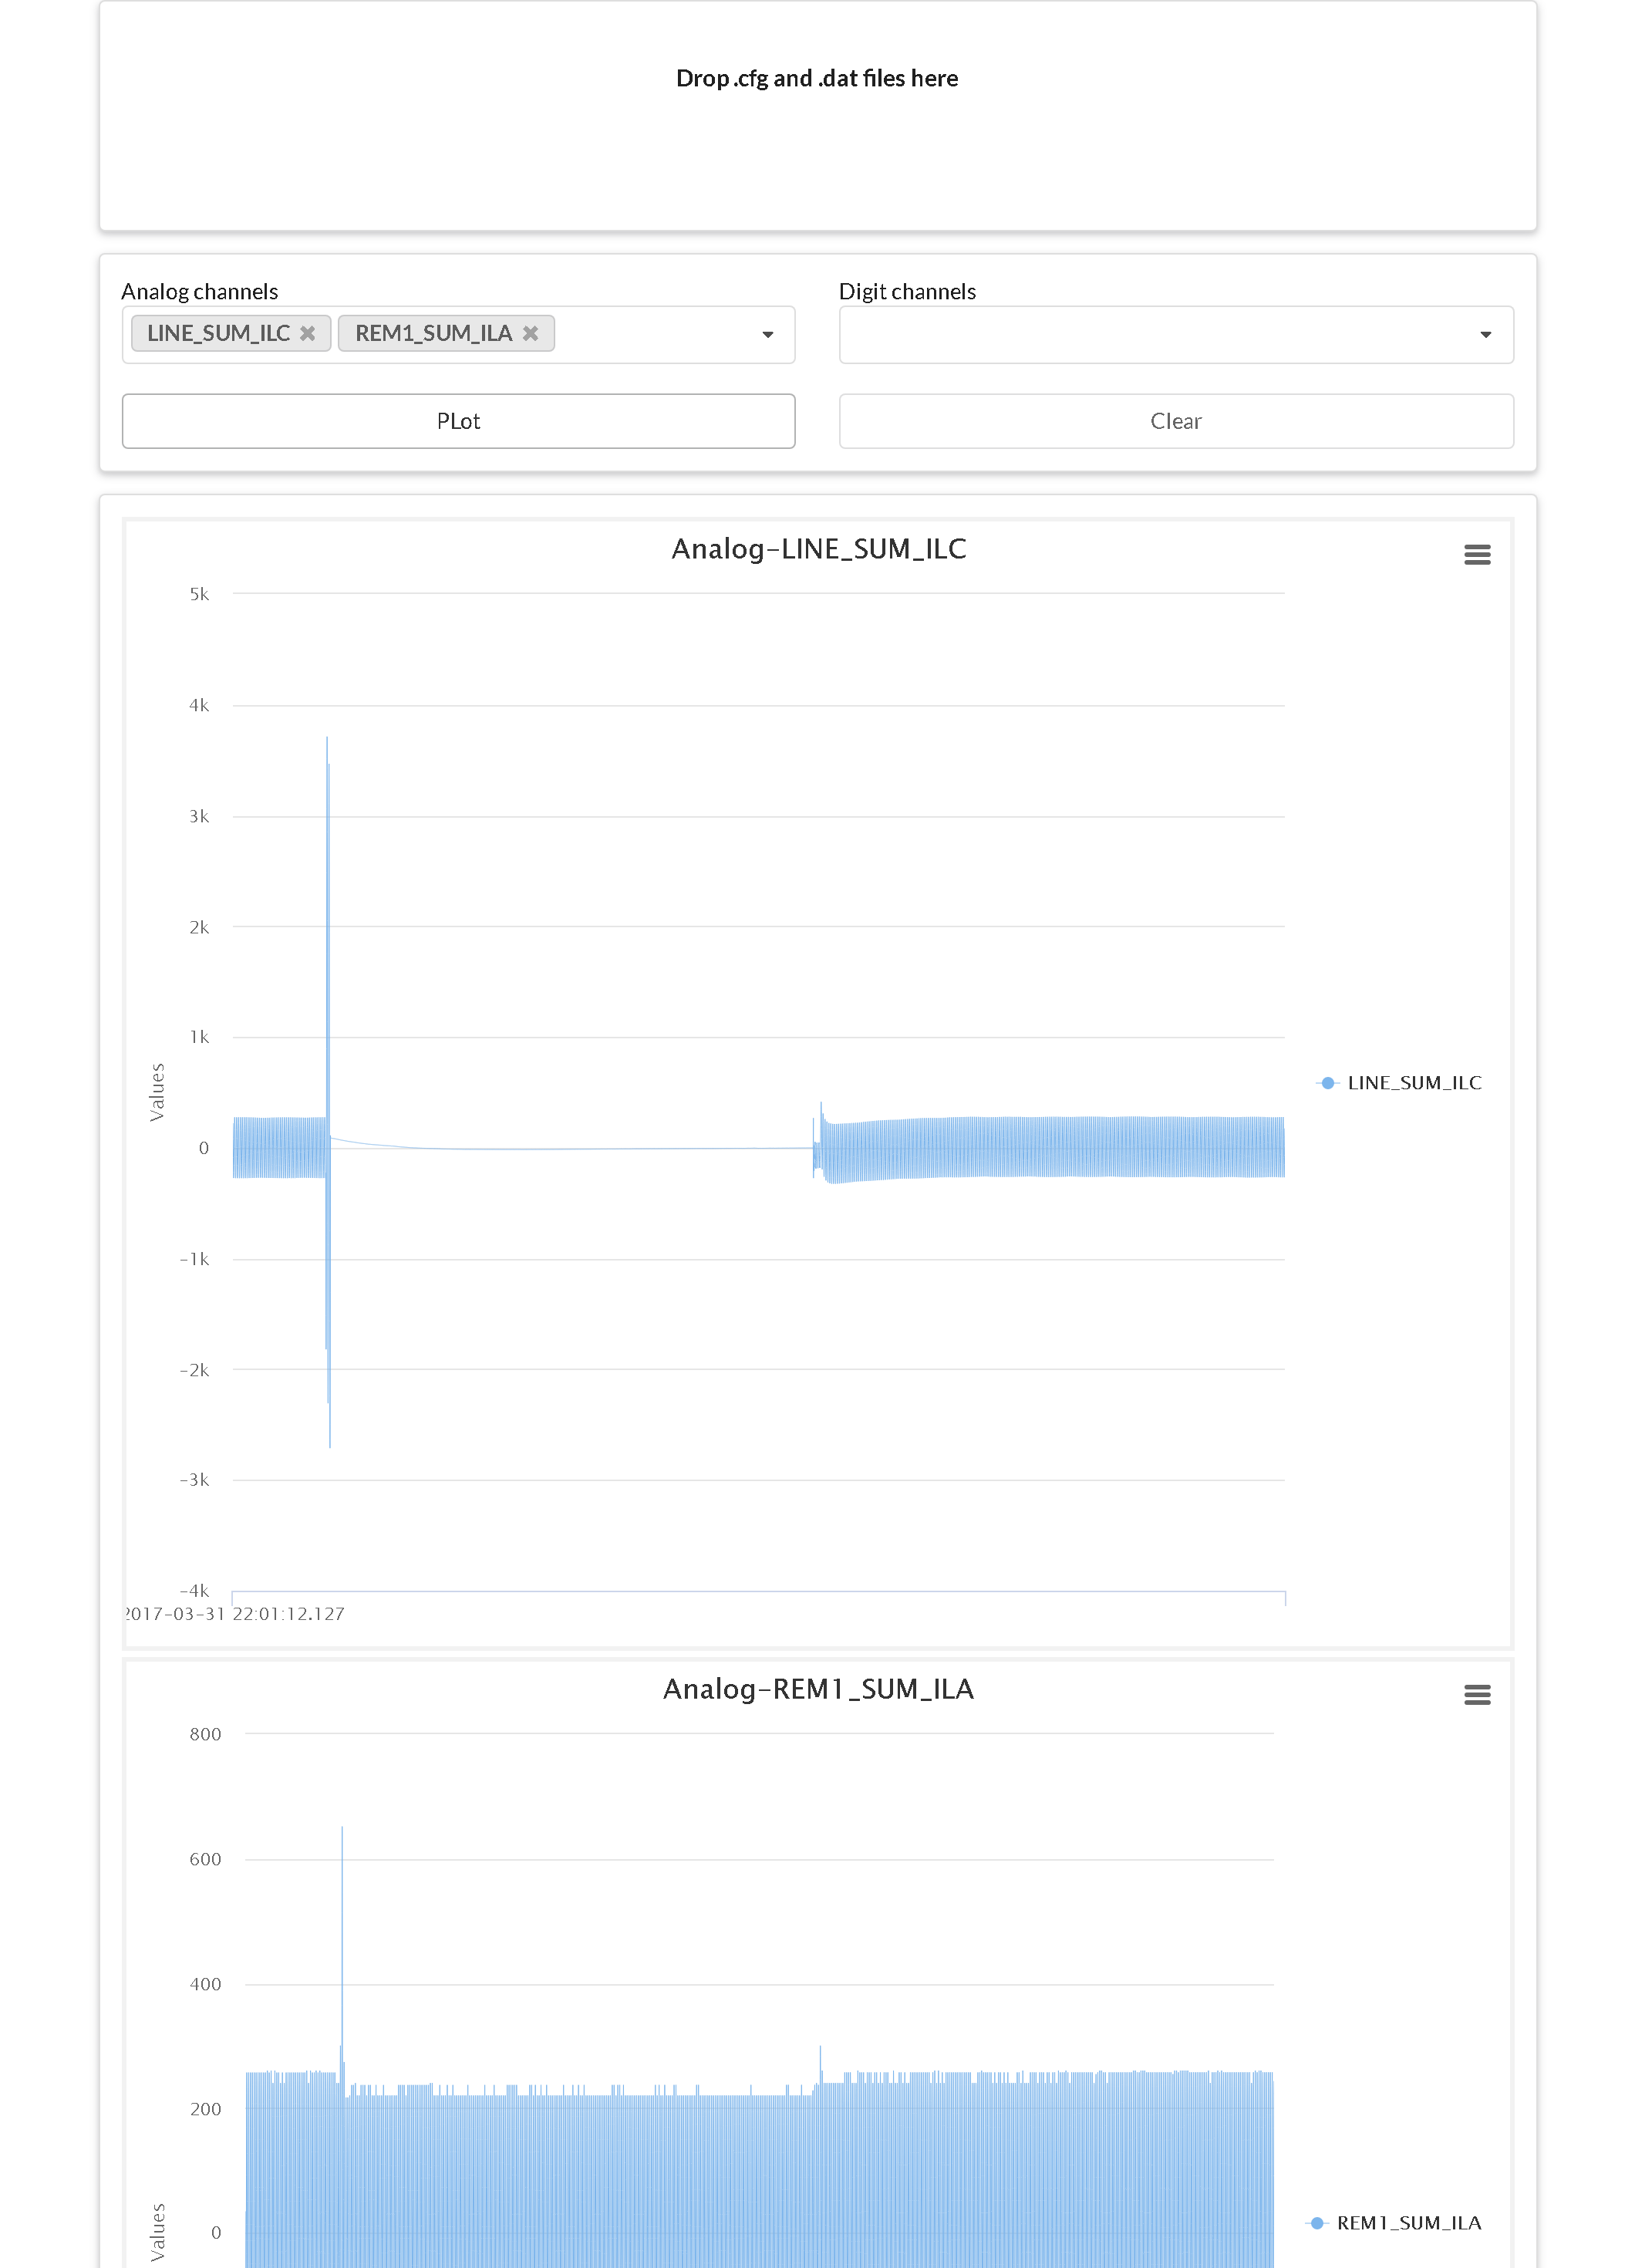 Drop .cfg and .dat files here
Analog channels
Digit channels
LINE_SUM_ILC
REM1_SUM_ILA
PLot
Clear
Analog-LINE_SUM_ILC
5k
4k
3k
2k
1k
0
-1k
-2k
-3k
-4k
Values
LINE_SUM_ILC
2017-03-31 22:01:12.127
Analog-REM1_SUM_ILA
800
600
400
200
0
Values
REM1_SUM_ILA